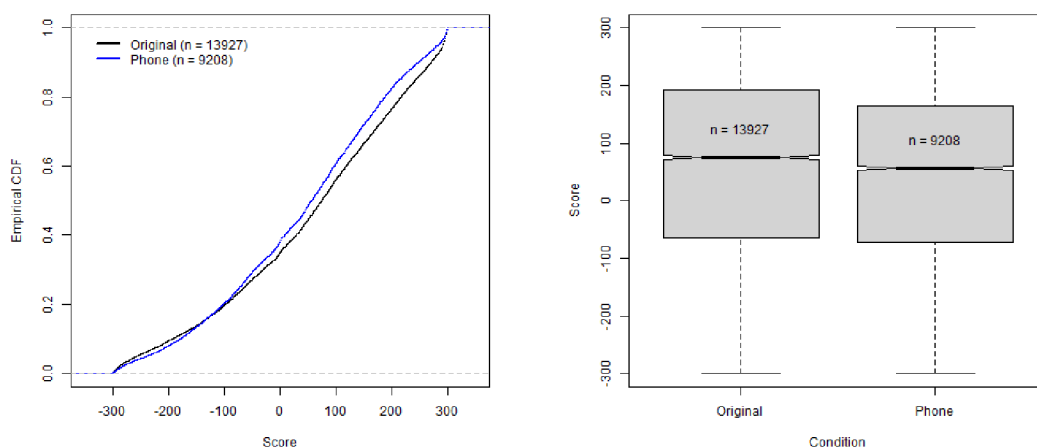 Original (n = 13927)
Phone (n = 9208)
Empirical CDF
0.0
0.2
0.4
0.6
0.8
1.0
-300 -200 -100 0 100 200 300
Score
Score
-300
-200
-100
0
100
200
300
n = 13927
n = 9208
Original Phone
Condition